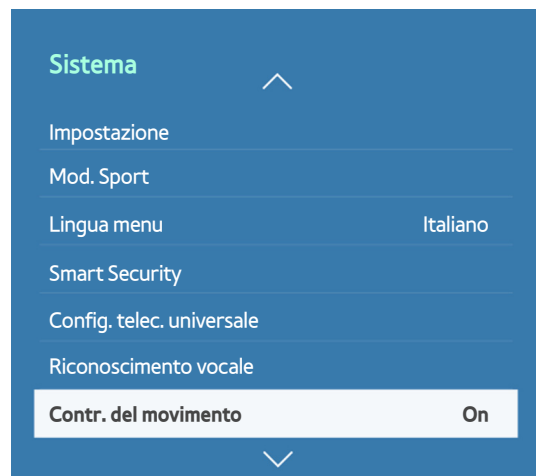 Sistema
Impostazione
Mod. Sport
Lingua menu Italiano
Smart Security
Config. telec. universale
Riconoscimento vocale
Contr. del movimento On